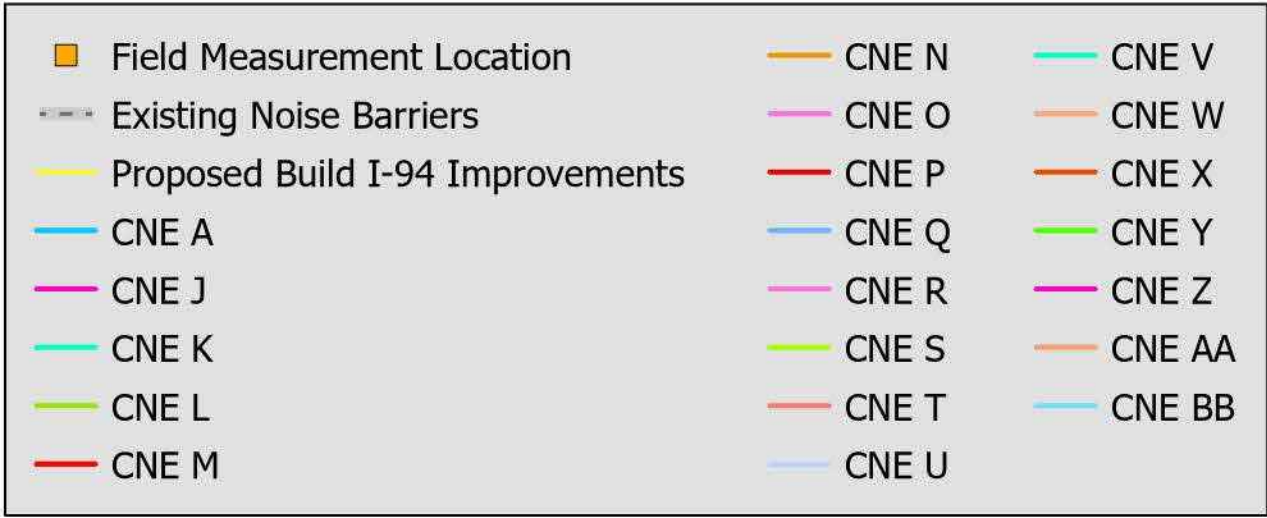 Field Measurement Location
Existing Noise Barriers
Proposed Build I-94 Improvements
CNE A
CNE J
CNE K
CNE L
CNE M
CNE N
CNE O
CNE P
CNE Q
CNE R
CNE S
CNE T
CNE U
CNE V
CNE W
CNE X
CNE Y
CNE Z
CNE AA
CNE BB